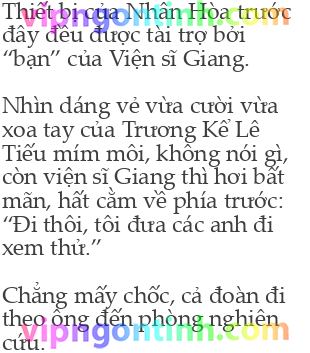 Thiết bị của Nhân Hòa trước
đây đều được tài trợ bởi
“bạn” của Viện sĩ Giang.
Nhìn dáng vẻ vừa cười vừa
xoa tay của Trương Kể Lê
Tiếu mím môi, không nói gì,
còn viện sĩ Giang thì hơi bất
mãn, hất cằm về phía trước:
“Đi thôi, tôi đưa các anh đi
xem thử.”
Chẳng mấy chốc, cả đoàn đi
theo ông đến phòng nghiên
cứu.
vipngontinh.com
vipngontinh.com